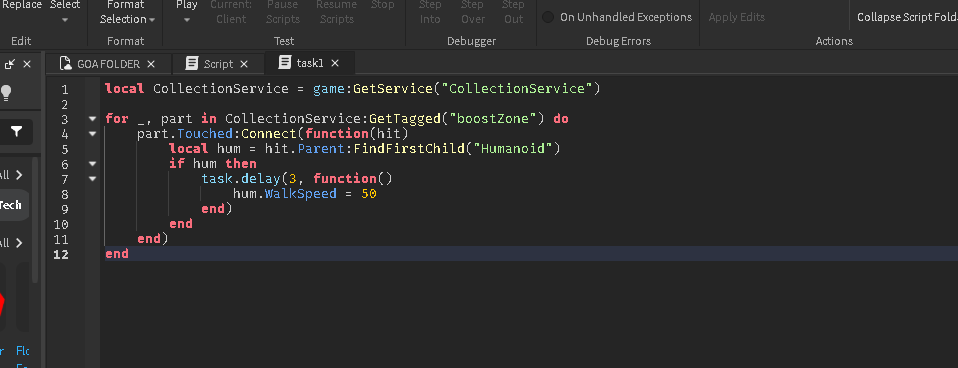 Replace Select Format Play Current: Pause Resume Stop Step Step Step On Unhandled Exceptions Apply Edits Collapse Script Fold
Selection Client Scripts Scripts Into Over Out
Edit Format Test Debugger Debug Errors Actions
GOAFOLDER Script task1
1 local CollectionService = game:GetService("CollectionService")
2
3 for _, part in CollectionService:GetTagged("boostZone") do
4 part.Touched:Connect(function(hit)
5 local hum = hit.Parent:FindFirstChild("Humanoid")
6 if hum then
7 task.delay(3, function()
8 hum.WalkSpeed = 50
9 end)
10 end
11 end)
12 end
All
Tech
All